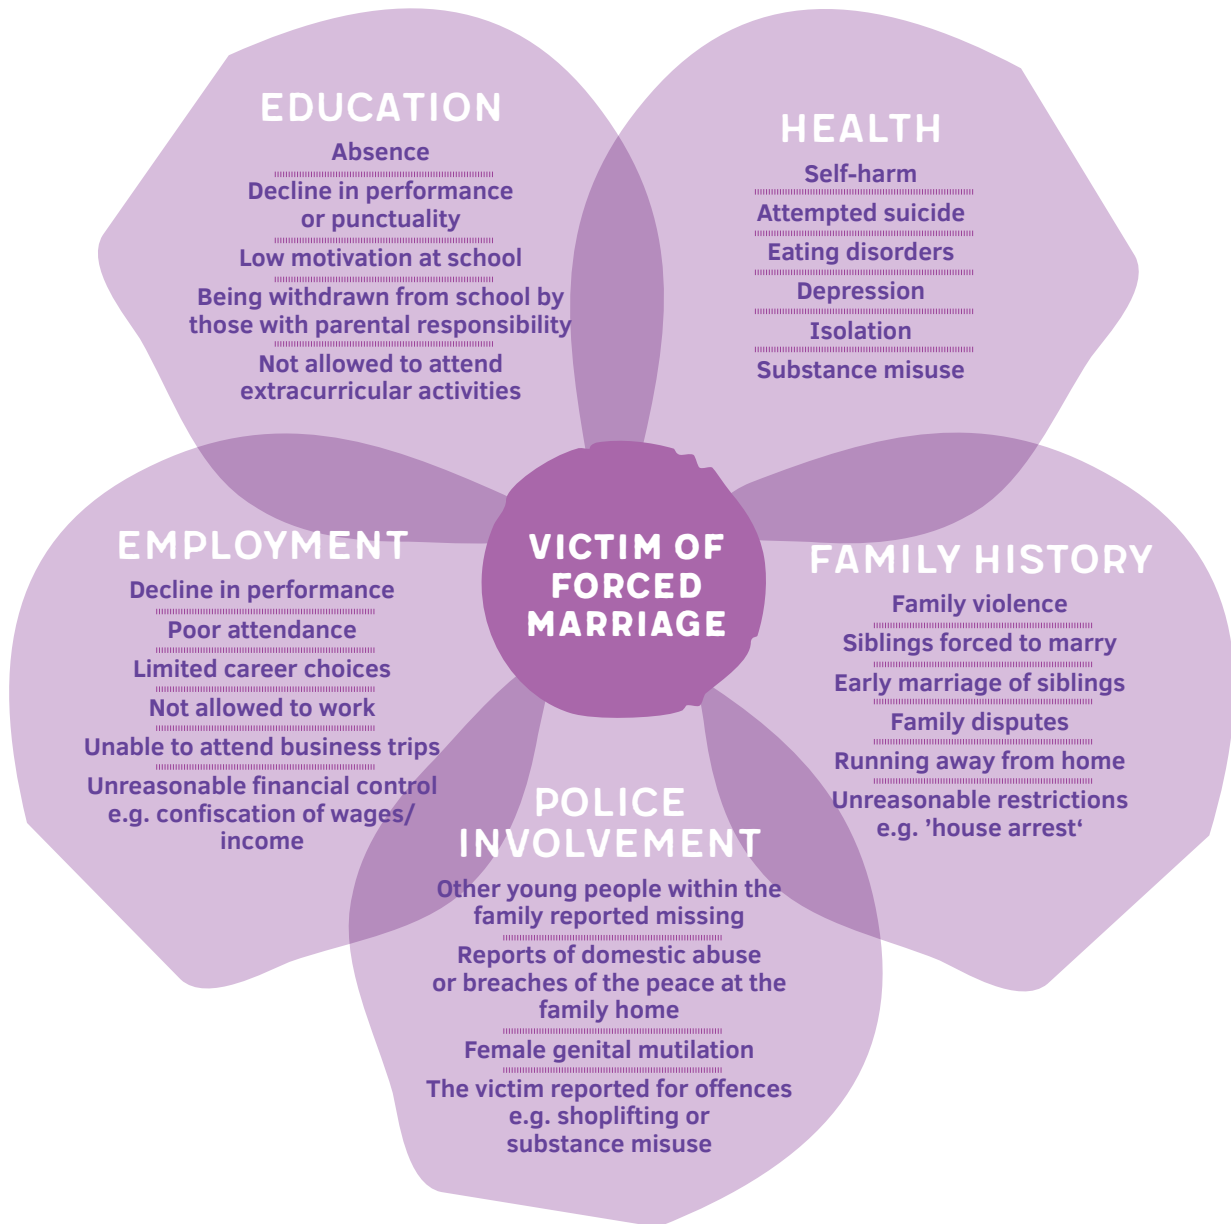 EDUCATION
Absence
Decline in performance
or punctuality
Low motivation at school
Being withdrawn from school by
those with parental responsibility
Not allowed to attend
extracurricular activities
HEALTH
Self-harm
Attempted suicide
Eating disorders
Depression
Isolation
Substance misuse
EMPLOYMENT
Decline in performance
Poor attendance
Limited career choices
Not allowed to work
Unable to attend business trips
Unreasonable financial control
e.g. confiscation of wages/
income
VICTIM OF
FORCED
MARRIAGE
FAMILY HISTORY
Family violence
Siblings forced to marry
Early marriage of siblings
Family disputes
Running away from home
Unreasonable restrictions
e.g. ’house arrest‘
POLICE
INVOLVEMENT
Other young people within the
family reported missing
Reports of domestic abuse
or breaches of the peace at the
family home
Female genital mutilation
The victim reported for offences
e.g. shoplifting or
substance misuse